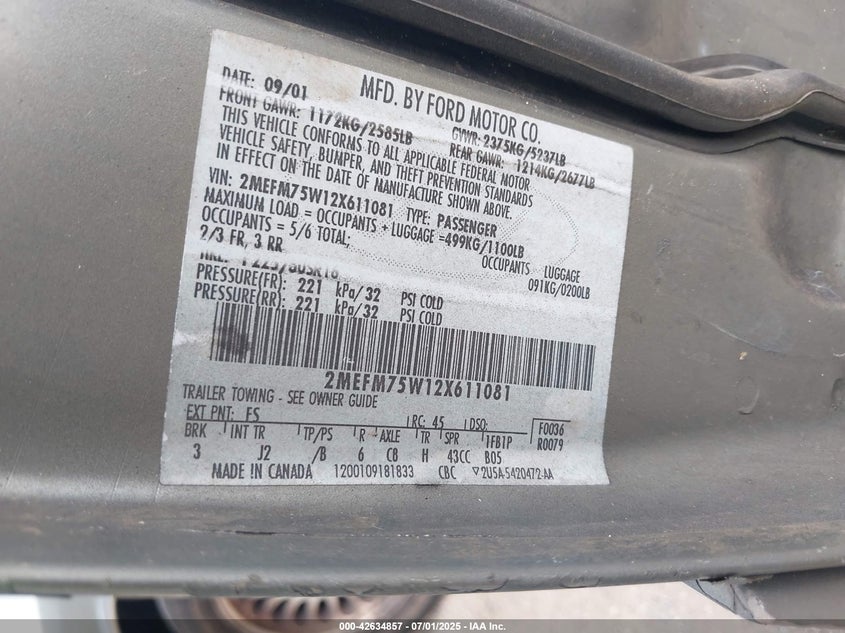 MFD. BY FORD MOTOR CO.
DATE: 09/01 GVWR: 2375KG/5237LB
FRONT GAWR: 1172KG/2585LB REAR GAWR: 1214KG/2677LB
THIS VEHICLE CONFORMS TO ALL APPLICABLE FEDERAL MOTOR
VEHICLE SAFETY, BUMPER, AND THEFT PREVENTION STANDARDS
IN EFFECT ON THE DATE OF MANUFACTURE SHOWN ABOVE.
VIN: 2MEFM75W12X611081 TYPE: PASSENGER
MAXIMUM LOAD = OCCUPANTS + LUGGAGE =499KG/1100LB
OCCUPANTS = 5/6 TOTAL; OCCUPANTS LUGGAGE
2/3 FR, 3 RR 091KG/0200LB
PRESSURE(FR): 221 kPa/32 PSI COLD
PRESSURE(RR): 221 kPa/32 PSI COLD
2MEFM75W12X611081
TRAILER TOWING - SEE OWNER GUIDE
EXT PNT: FS RC: 45 DSO: F0036
BRK INT TR TP/PS R AXLE TR SPR 1FB1P R0079
3 J2 /B 6 C8 H 43CC B05
MADE IN CANADA 1200109181833 CBC 2U5A-5420472-AA
000-42634857 - 07/01/2025 - IAA Inc.